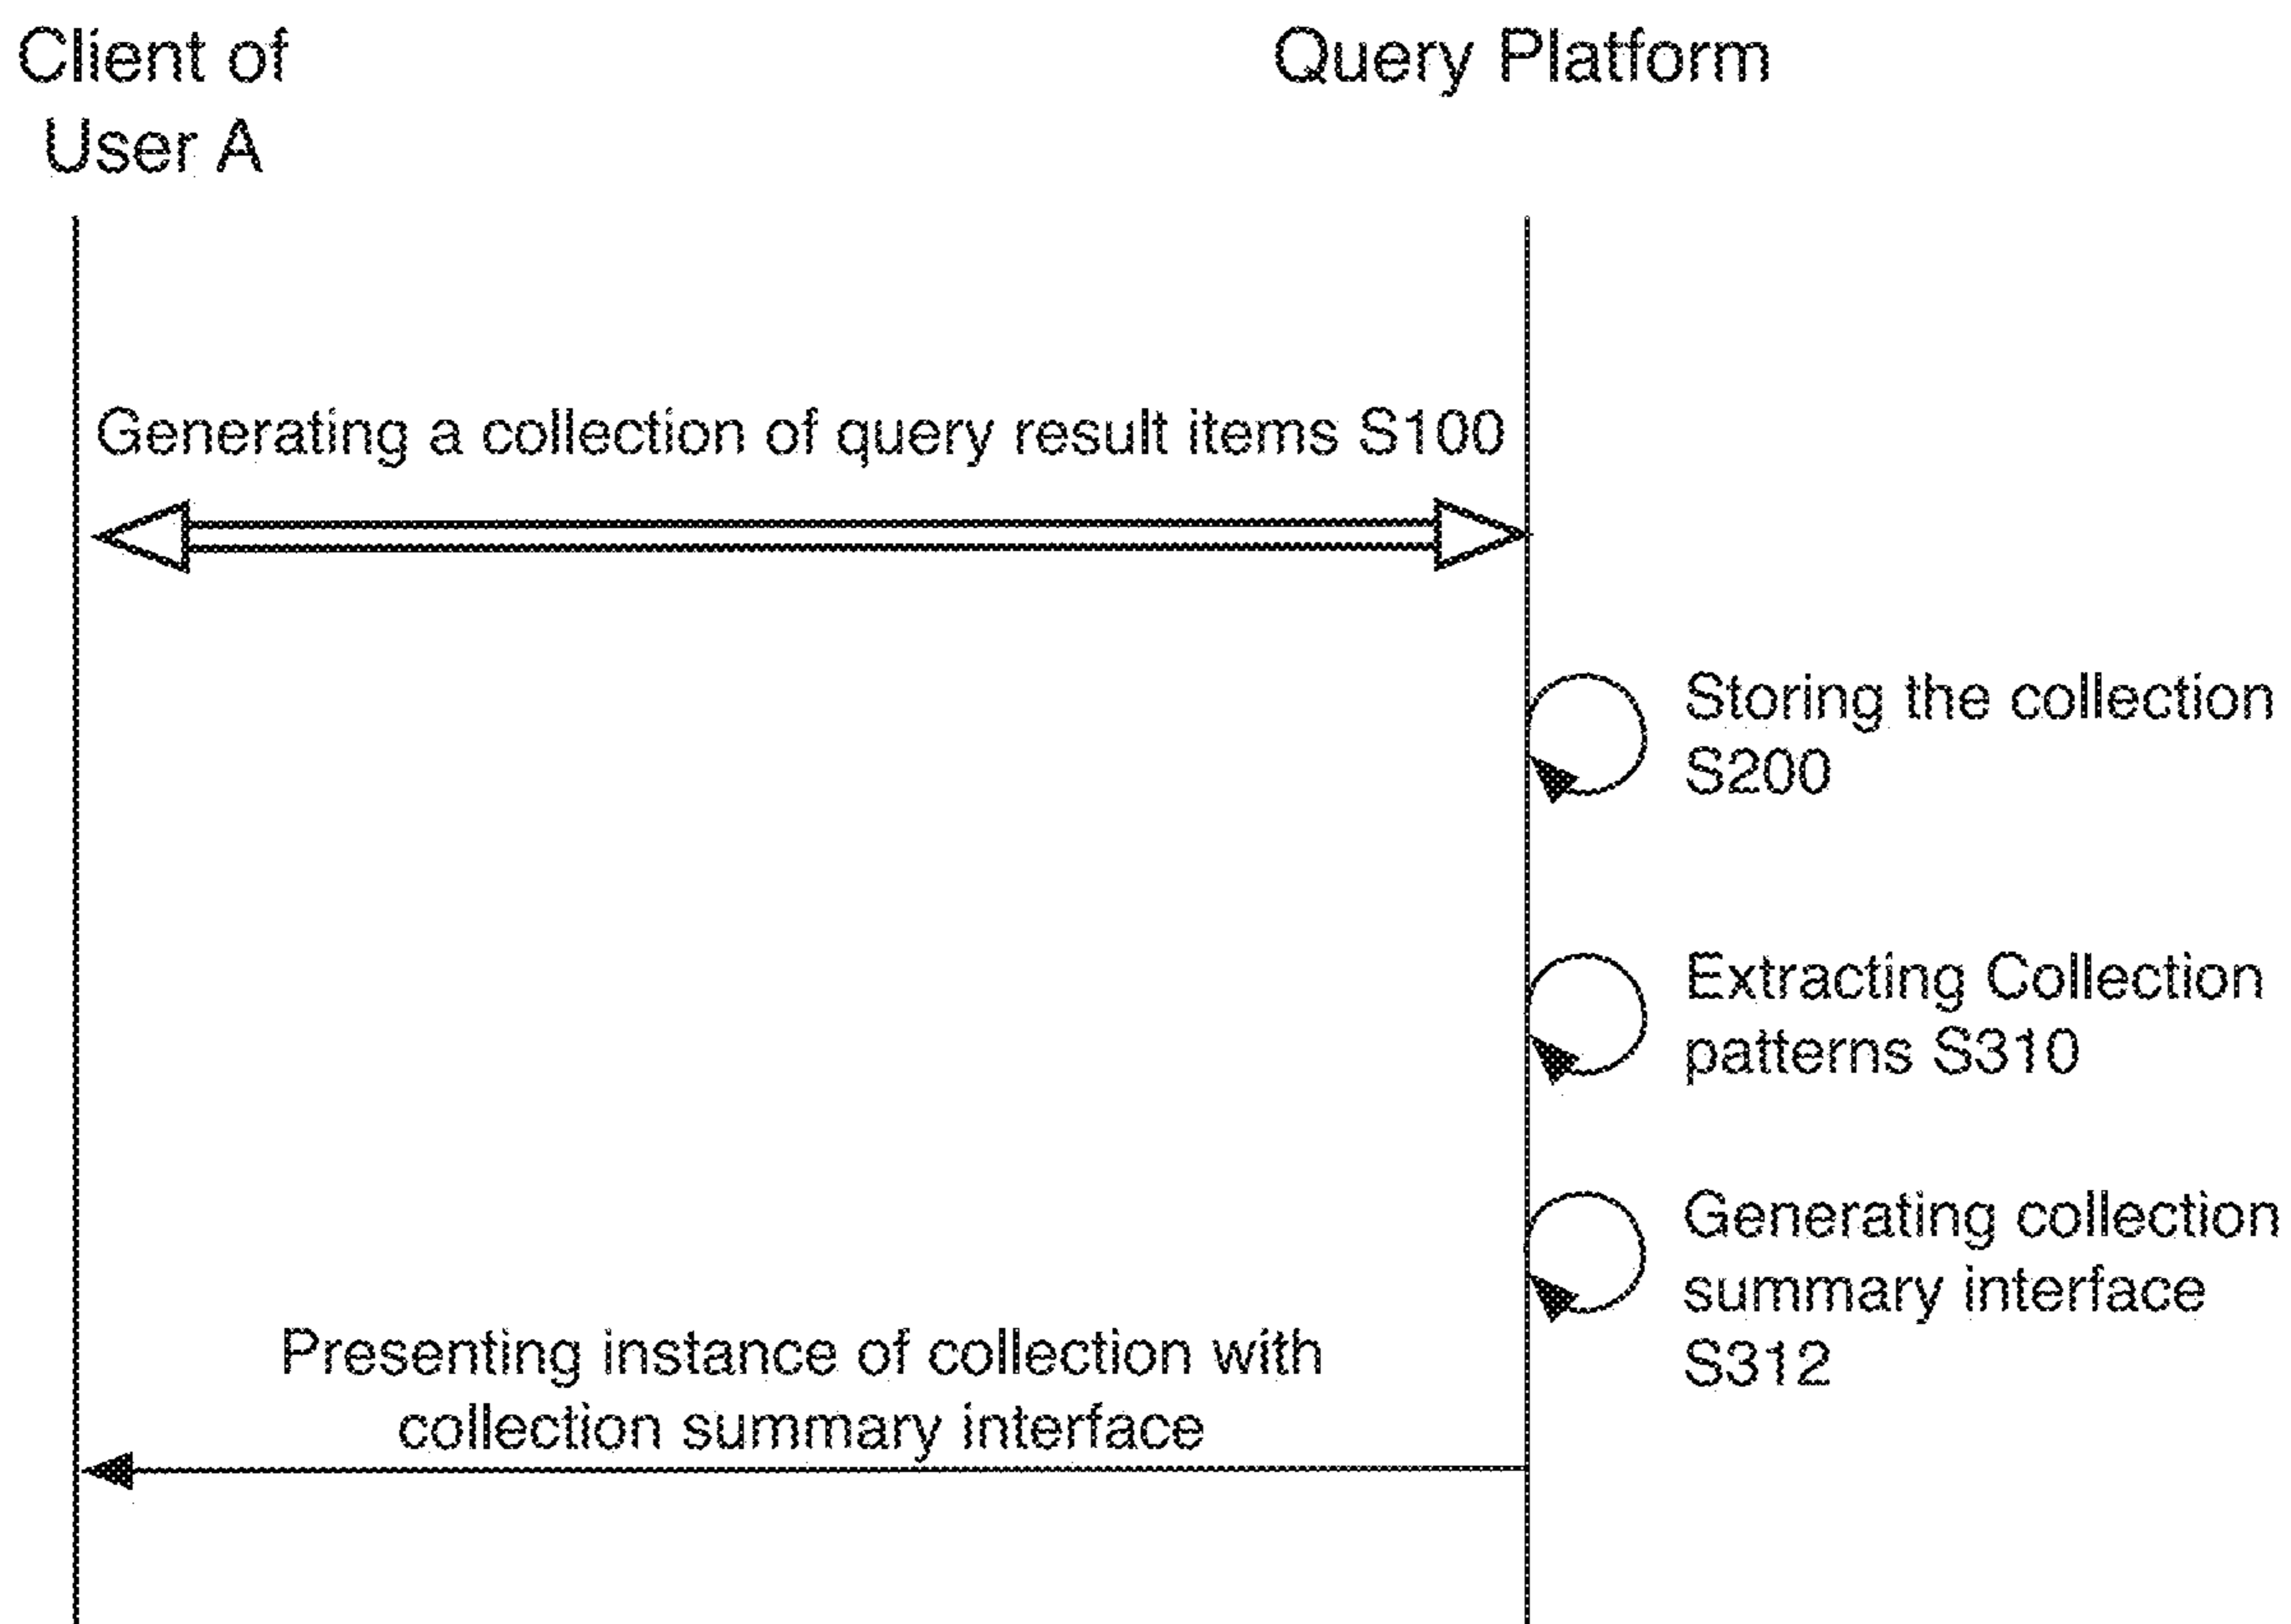 Client of
User A
Query Platform
Generating a collection of query result items S100
Storing the collection
S200
Extracting Collection
patterns S310
Generating collection
summary interface
S312
Presenting instance of collection with
collection summary interface